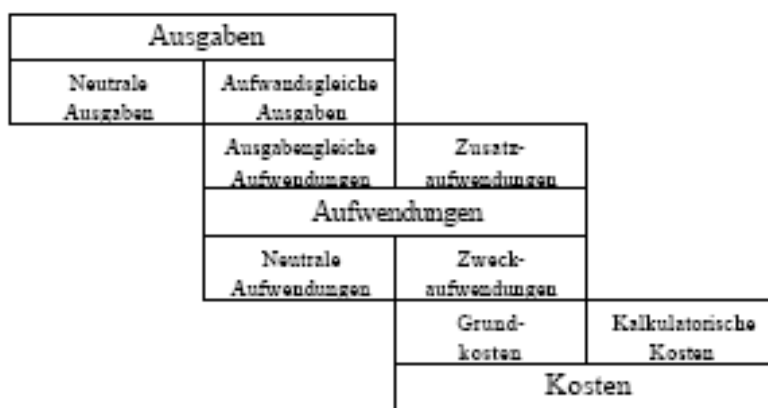 Ausgaben
Neutrale Aufwandsgleiche
Ausgaben Ausgaben
Ausgabengleiche Zusatz-
Aufwendungen aufwendungen
Aufwendungen
Neutrale Zweck-
Aufwendungen aufwendungen
Grund- Kalkulatorische
kosten Kosten
Kosten